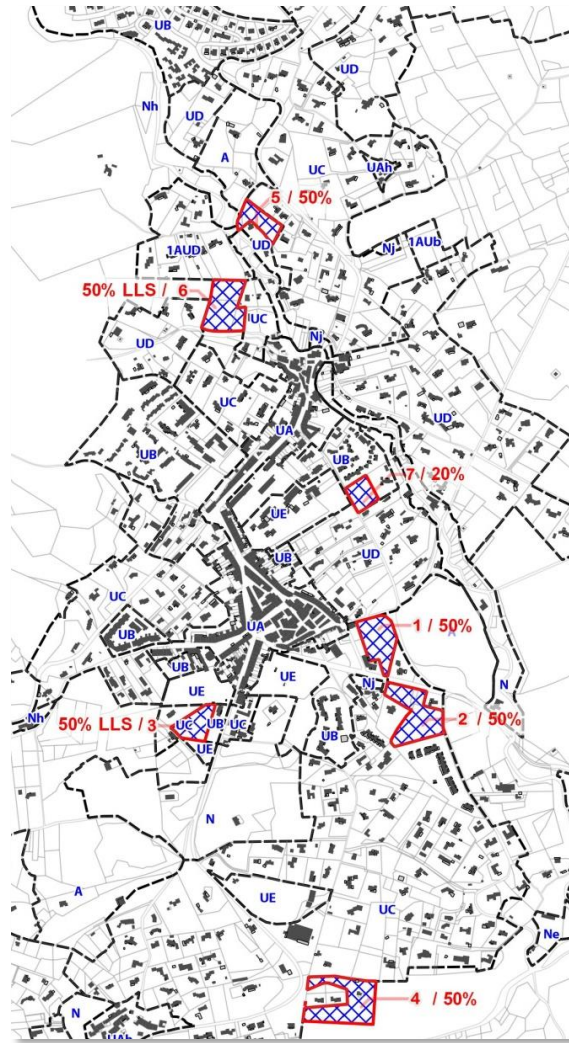 UB
UD
Nh
UD
A
UC
UAh
5 / 50%
UD
1AUD
Nj
1AUb
50% LLS / 6
UC
Nj
UD
UC
UD
UA
UB
UB
7 / 20%
UE
UB
UD
UC
1 / 50%
UB
UA
UB
UE
UE
Nj
N
Nh
50% LLS / 3
UC
UB
UC
2 / 50%
UE
UB
N
A
UE
UC
Ne
4 / 50%
N
UAh